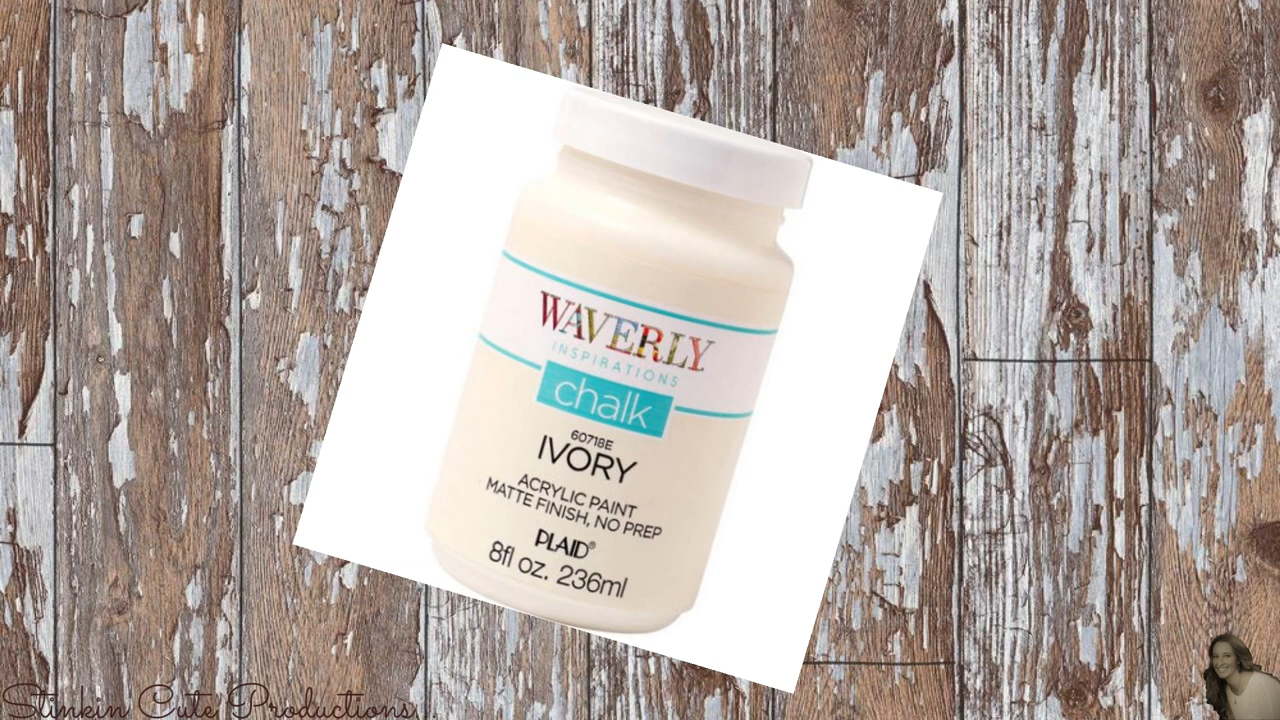 WAVERLY
INSPIRATIONS
chalk
60718E
IVORY
ACRYLIC PAINT
MATTE FINISH, NO PREP
PLAID®
8fl oz. 236ml
Stinkin Cute Productions...